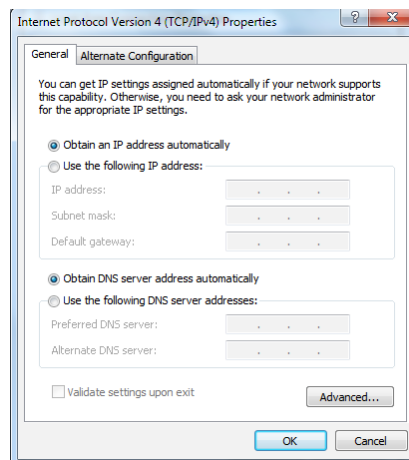 Internet Protocol Version 4 (TCP/IPv4) Properties
General
Alternate Configuration
You can get IP settings assigned automatically if your network supports
this capability. Otherwise, you need to ask your network administrator
for the appropriate IP settings.
Obtain an IP address automatically
Use the following IP address:
IP address:
Subnet mask:
Default gateway:
Obtain DNS server address automatically
Use the following DNS server addresses:
Preferred DNS server:
Alternate DNS server:
Validate settings upon exit
Advanced...
OK
Cancel